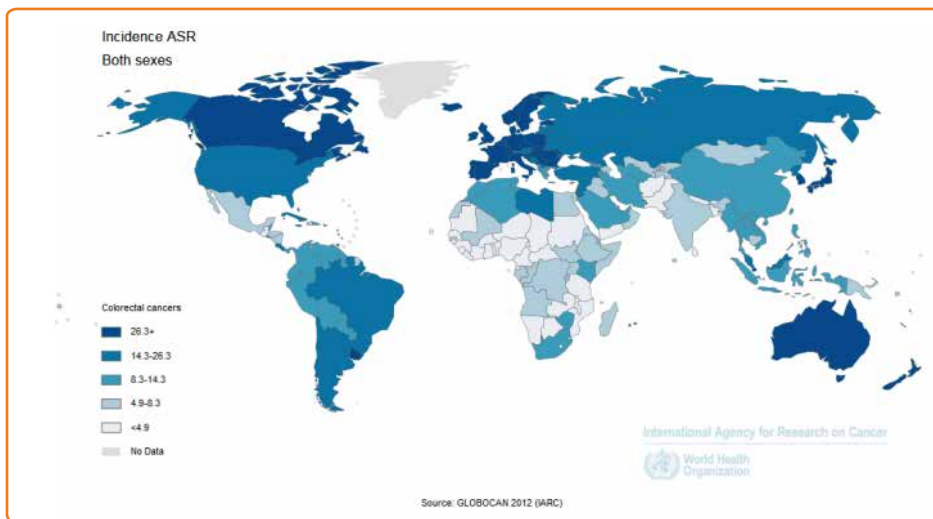 Incidence ASR
Both sexes
Colorectal cancers
26.3+
14.3-26.3
8.3-14.3
4.9-8.3
<4.9
No Data
International Agency for Research on Cancer
World Health
Organization
Source: GLOBOCAN 2012 (IARC)